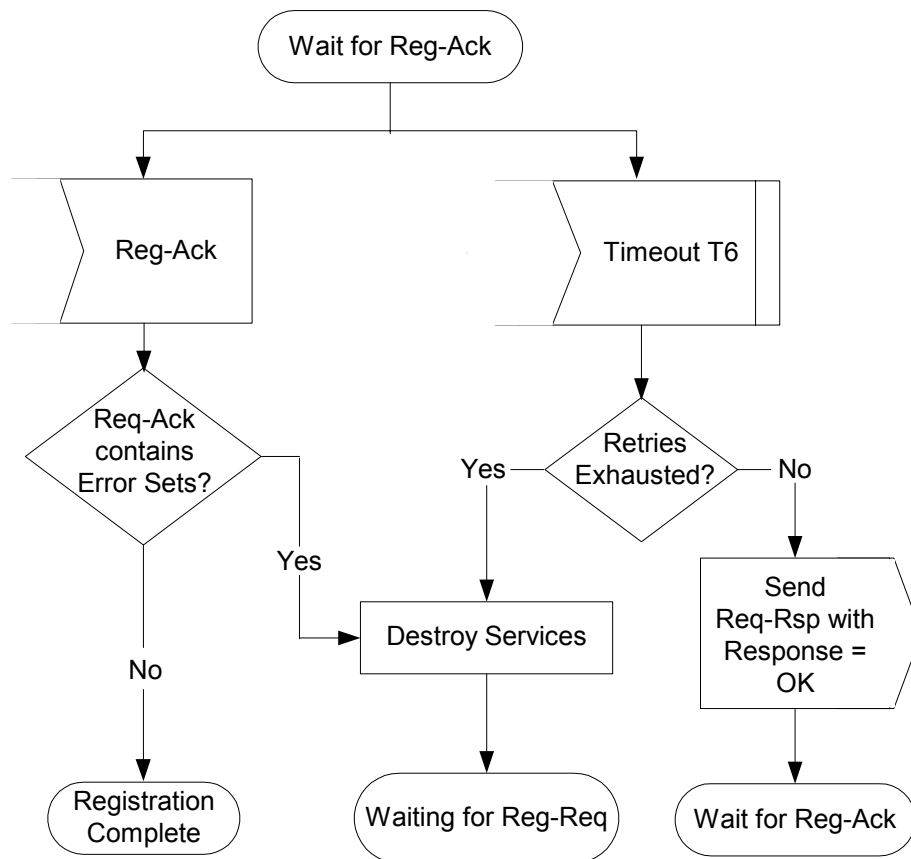 Wait for Reg-Ack
Reg-Ack
Timeout T6
Req-Ack
contains
Error Sets?
Retries
Exhausted?
Yes
No
Yes
Send
Req-Rsp with
Response =
OK
Destroy Services
No
Registration
Complete
Waiting for Reg-Req
Wait for Reg-Ack